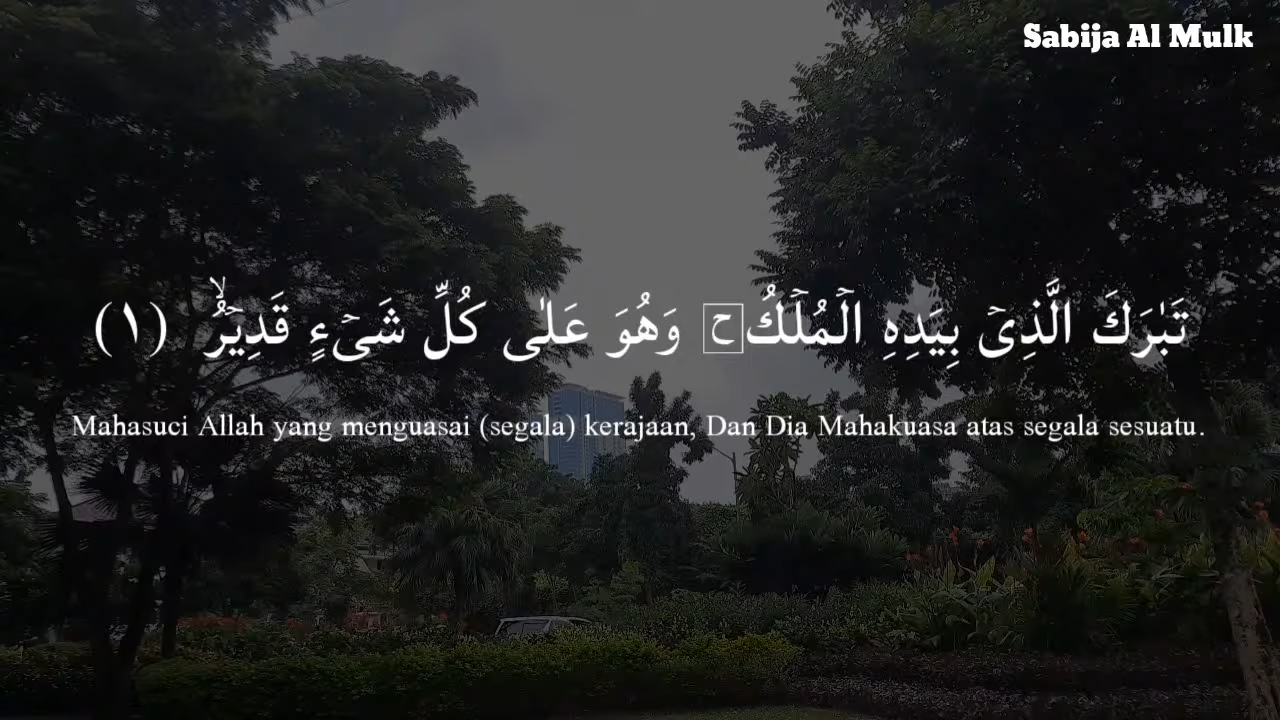 Sabija Al Mulk
تَبٰرَكَ الَّذِيْ بِيَدِهِ الْمُلْكُۖ ح وَهُوَ عَلٰى كُلِّ شَيْءٍ قَدِيْرٌۙ (١)
Mahasuci Allah yang menguasai (segala) kerajaan, Dan Dia Mahakuasa atas segala sesuatu.